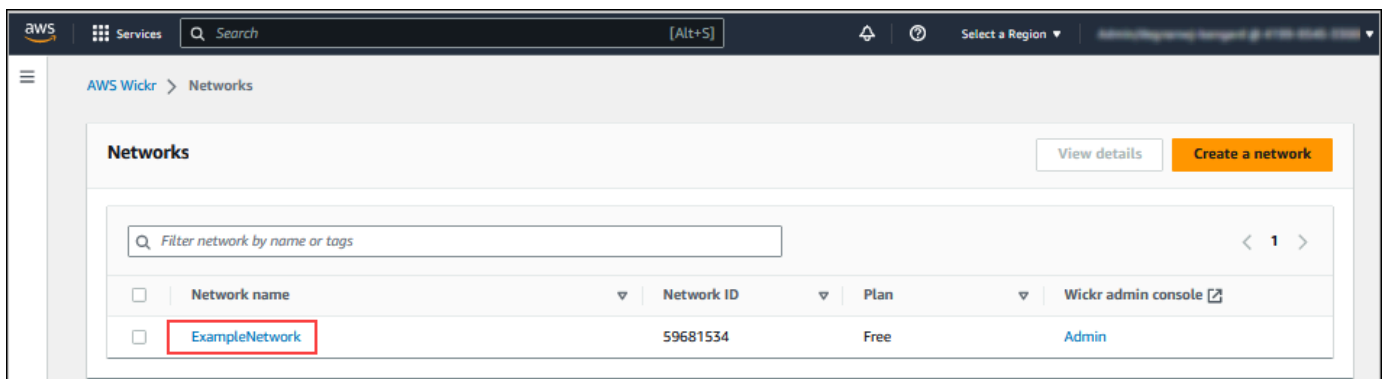 aws Services Search [Alt+S] Select a Region
AWS Wickr > Networks
Networks View details Create a network
Filter network by name or tags < 1 >
Network name Network ID Plan Wickr admin console
ExampleNetwork 59681534 Free Admin